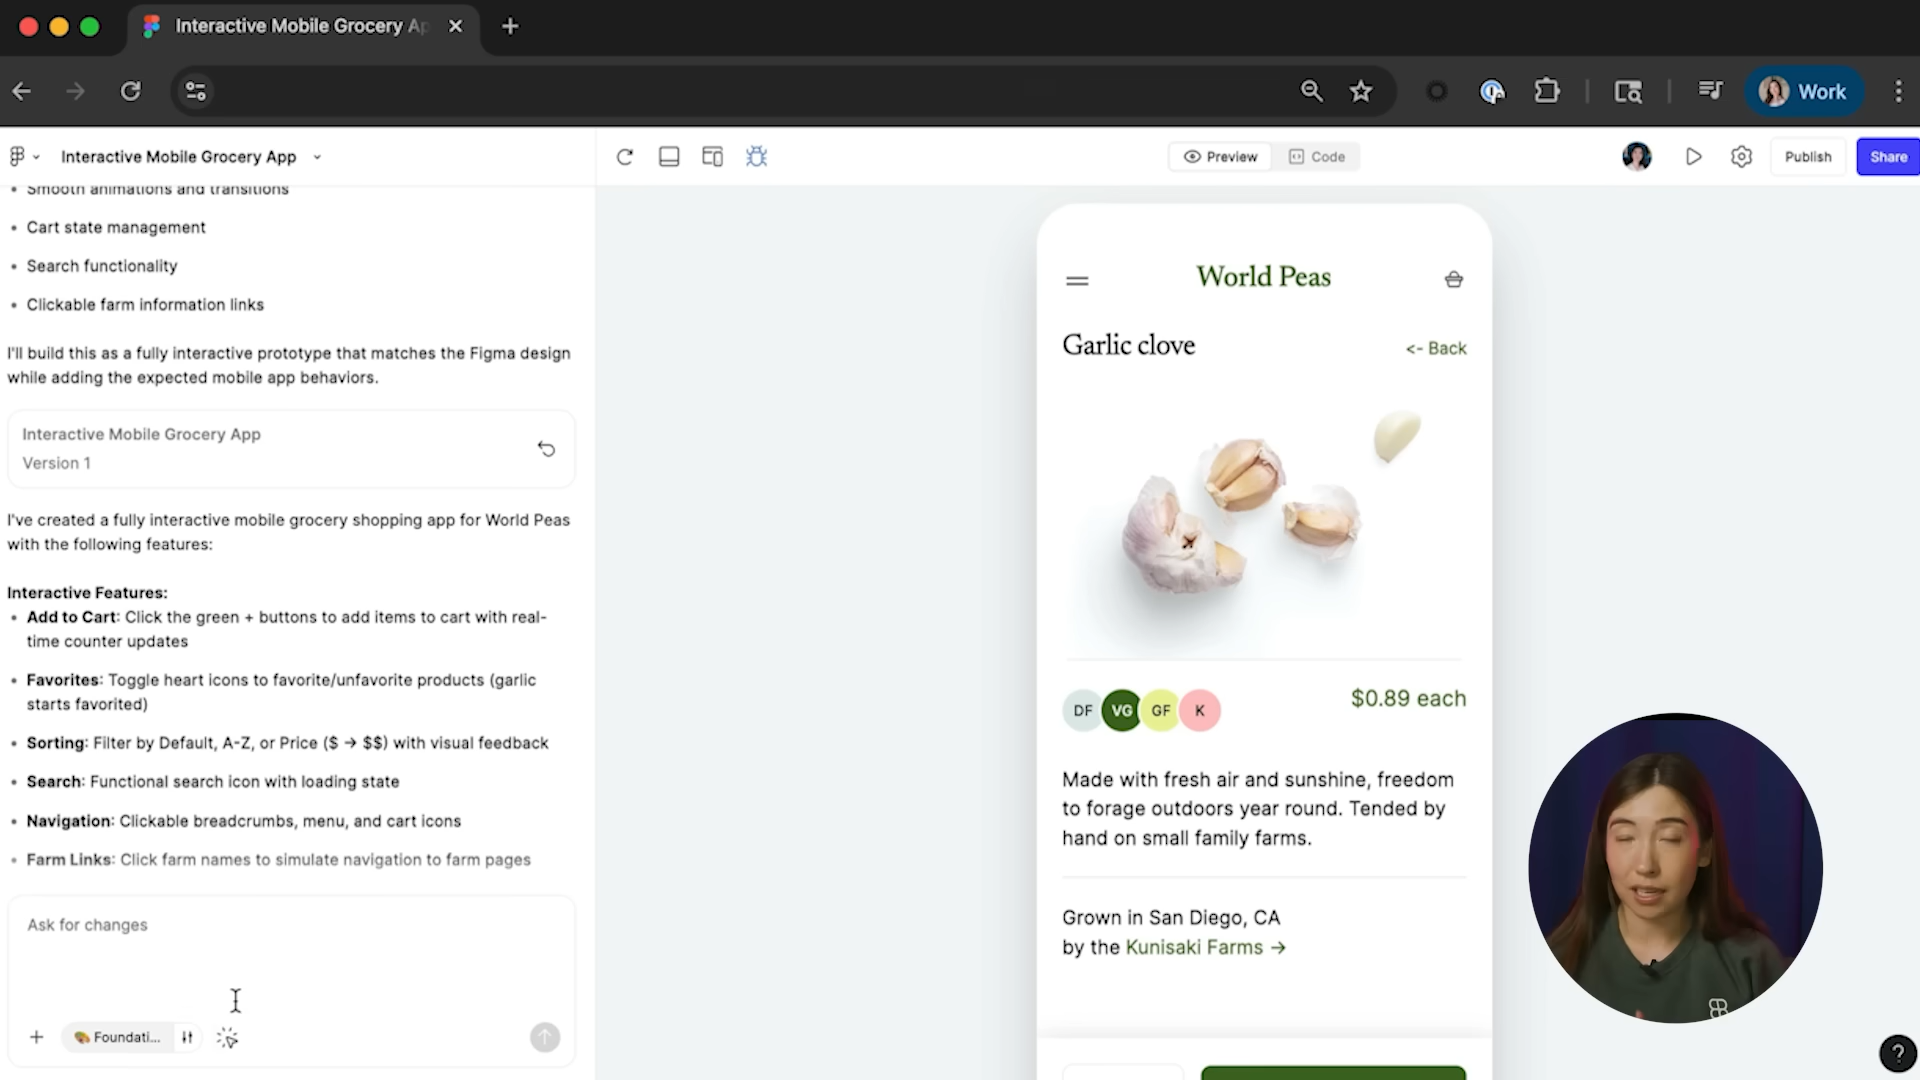 Interactive Mobile Grocery Ap
Work
Interactive Mobile Grocery App
Preview
Code
Publish
Share
Smooth animations and transitions
Cart state management
Search functionality
Clickable farm information links
I'll build this as a fully interactive prototype that matches the Figma design
while adding the expected mobile app behaviors.
Interactive Mobile Grocery App
Version 1
I've created a fully interactive mobile grocery shopping app for World Peas
with the following features:
Interactive Features:
Add to Cart: Click the green + buttons to add items to cart with real-
time counter updates
Favorites: Toggle heart icons to favorite/unfavorite products (garlic
starts favorited)
Sorting: Filter by Default, A-Z, or Price ($ → $$) with visual feedback
Search: Functional search icon with loading state
Navigation: Clickable breadcrumbs, menu, and cart icons
Farm Links: Click farm names to simulate navigation to farm pages
Ask for changes
Foundati...
World Peas
Garlic clove
<- Back
DF VG GF K
$0.89 each
Made with fresh air and sunshine, freedom
to forage outdoors year round. Tended by
hand on small family farms.
Grown in San Diego, CA
by the Kunisaki Farms →
?